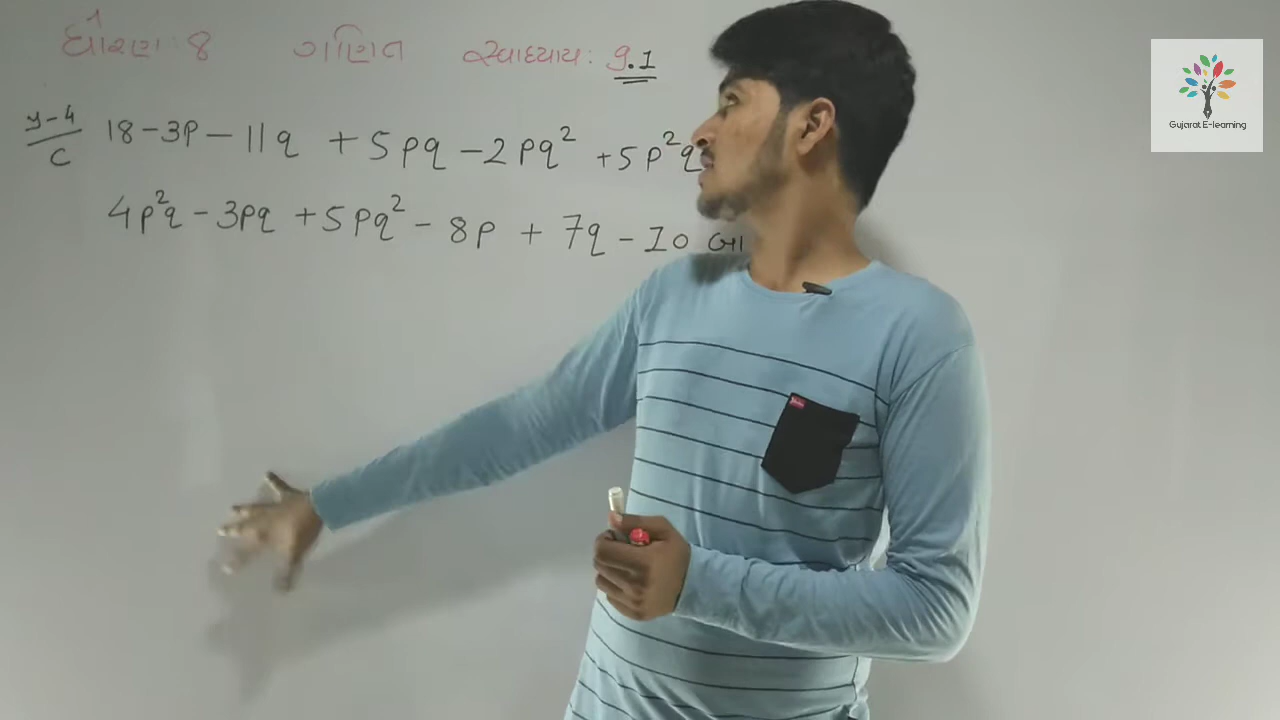 ધોરણ : 8 ગણિત સ્વાધ્યાય : 9.1
પ્ર-4 18 - 3p - 11q + 5pq - 2pq² + 5p²q
C
4p²q - 3pq + 5pq² - 8p + 7q - 10 બા
Gujarat E-learning